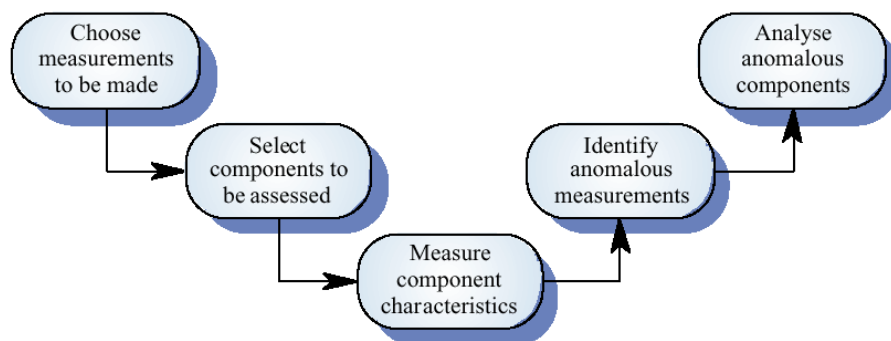 Choose
measurements
to be made
Select
components to
be assessed
Measure
component
characteristics
Identify
anomalous
measurements
Analyse
anomalous
components